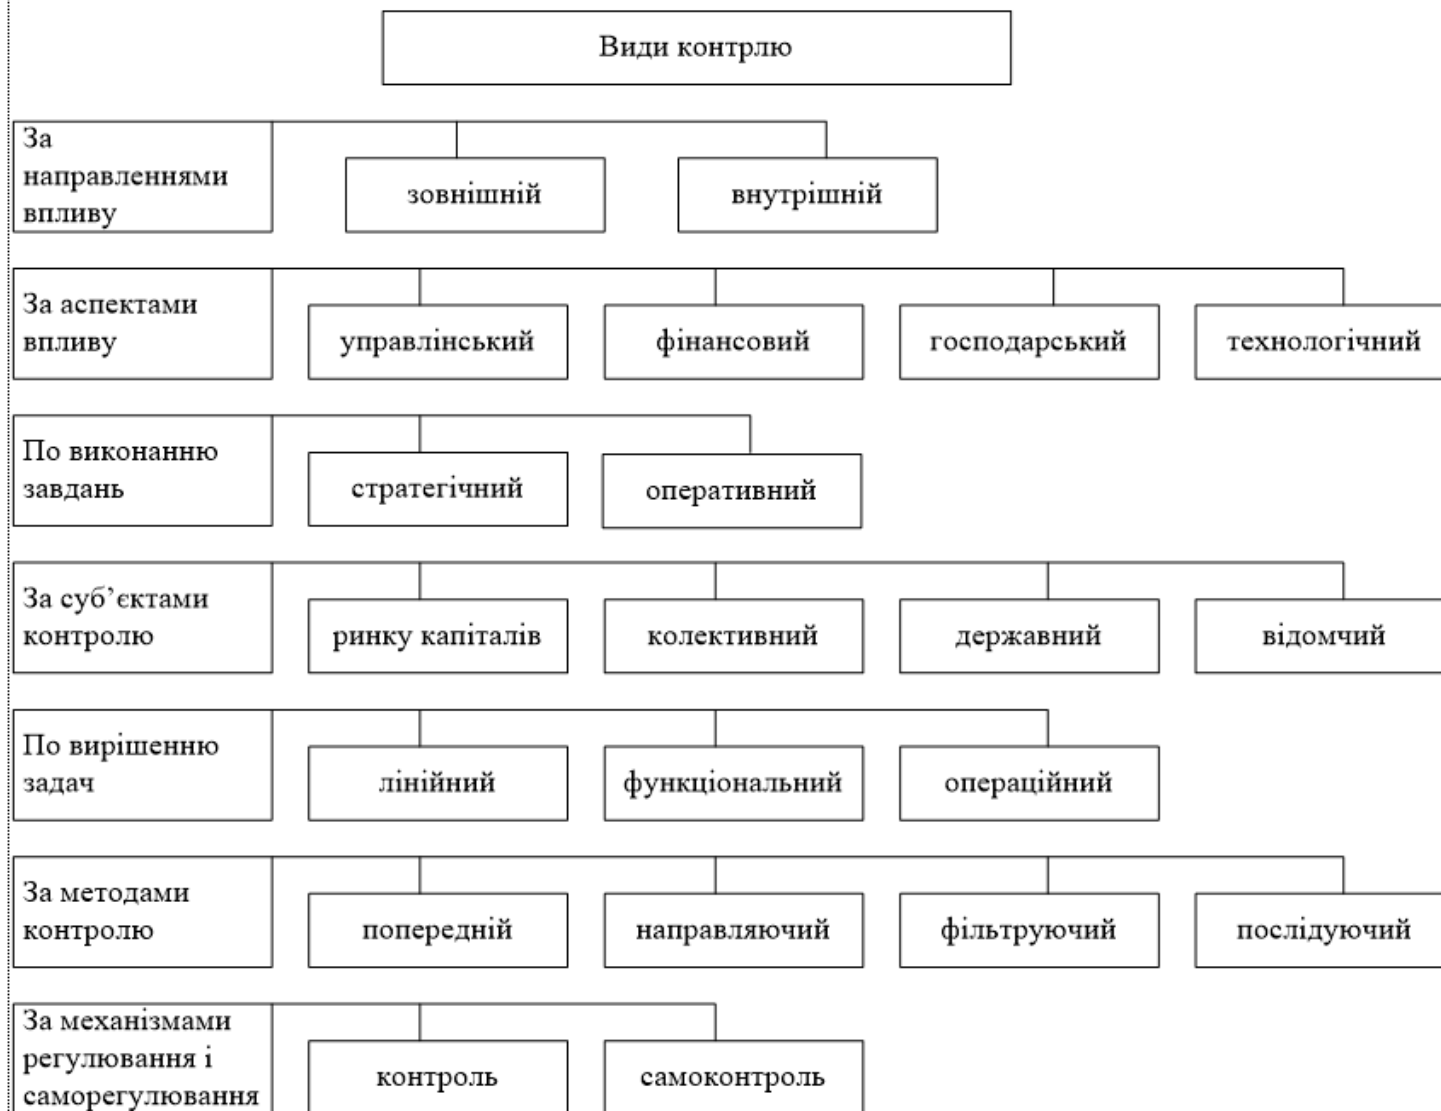 Види контрлю
За
направленнями
впливу
зовнішній
внутрішній
За аспектами
впливу
управлінський
фінансовий
господарський
технологічний
По виконанню
завдань
стратегічний
оперативний
За суб’єктами
контролю
ринку капіталів
колективний
державний
відомчий
По вирішенню
задач
лінійний
функціональний
операційний
За методами
контролю
попередній
направляючий
фільтруючий
послідуючий
За механізмами
регулювання і
саморегулювання
контроль
самоконтроль